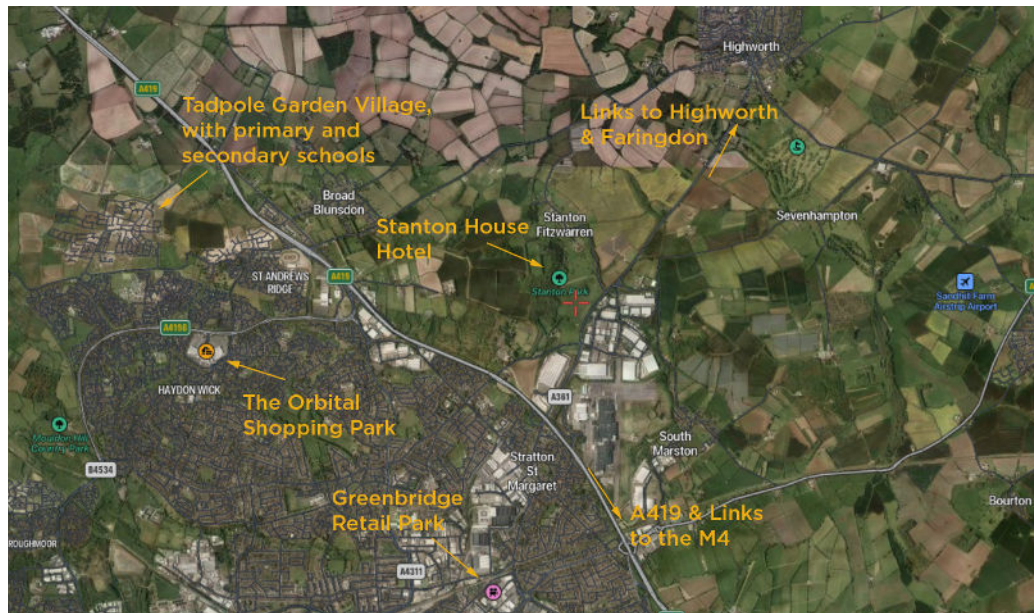 Highworth
A419
Tadpole Garden Village,
with primary and
secondary schools
Links to Highworth
& Faringdon
Broad
Blunsdon
Stanton House
Hotel
Stanton
Fitzwarren
Sevenhampton
ST ANDREWS
RIDGE
A419
Stanton Park
Sandhill Farm
Airstrip Airport
A4198
HAYDON WICK
The Orbital
Shopping Park
A361
Mouldon Hill
Country Park
B4534
South
Marston
Stratton
St
Margaret
Greenbridge
Retail Park
A419 & Links
to the M4
Bourton
ROUGHMOOR
A4311